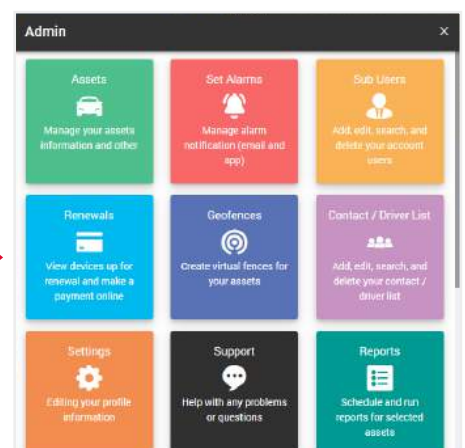 Admin
X
Assets
Manage your assets
information and other
Set Alarms
Manage alarm
notification (email and
app)
Sub Users
Add, edit, search, and
delete your account
users
Renewals
View devices up for
renewal and make a
payment online
Geofences
Create virtual fences for
your assets
Contact / Driver List
Add, edit, search, and
delete your contact /
driver list
Settings
Editing your profile
information
Support
Help with any problems
or questions
Reports
Schedule and run
reports for selected
assets